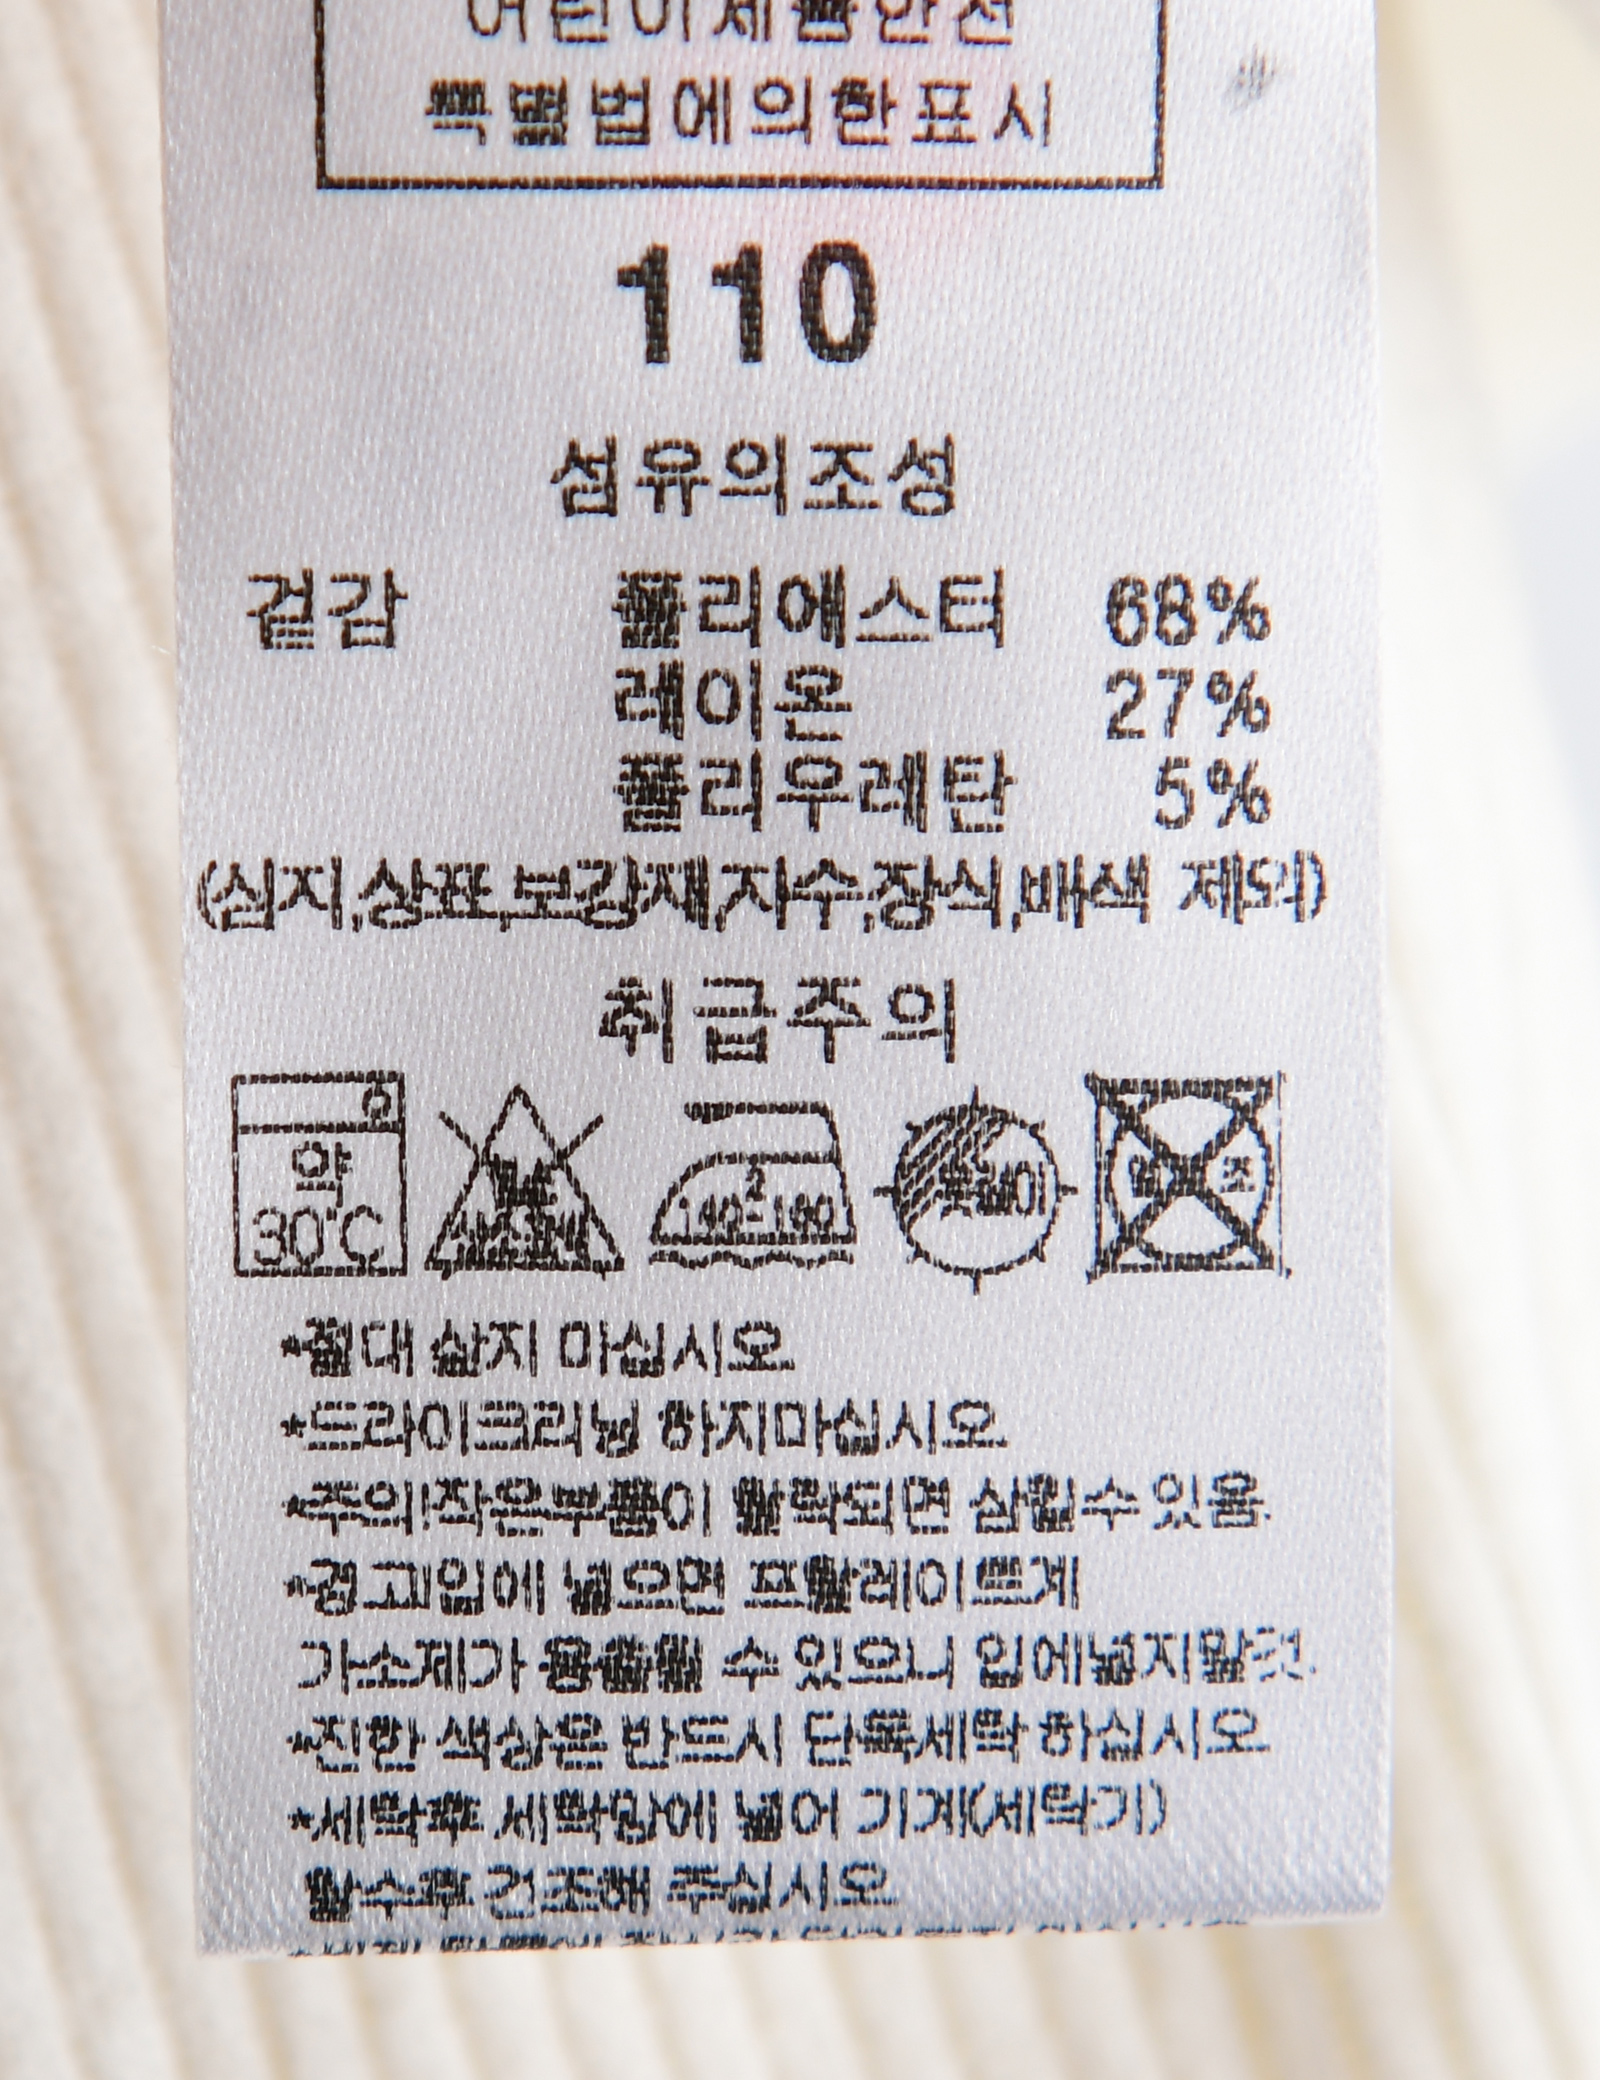 어린이제품안전
특별법에의한표시
110
섬유의조성
겉감 폴리에스터 68%
레이온 27%
폴리우레탄 5%
(심지,상표,보강재,자수,장식,배색 제외)
취급주의
약
30℃
2
140-160
옷걸이
*절대 삶지 마십시오
*드라이크리닝 하지마십시오
*주의!작은부품이 탈락되면 삼킬수 있음.
*경고!입에 넣으면 프탈레이트계
가소제가 용출될 수 있으니 입에넣지말것.
*진한 색상은 반드시 단독세탁 하십시오
*세탁후 세탁망에 넣어 기계(세탁기)
탈수후 건조해 주십시오